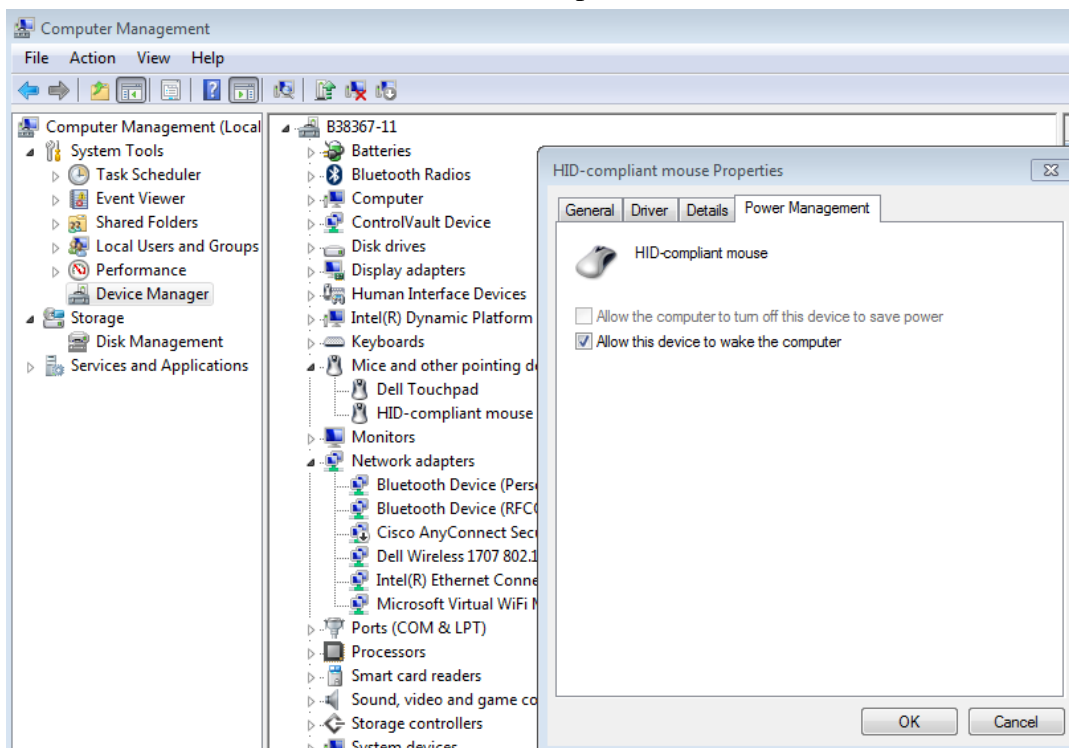 Computer Management
File Action View Help
Computer Management (Local
System Tools
Task Scheduler
Event Viewer
Shared Folders
Local Users and Groups
Performance
Device Manager
Storage
Disk Management
Services and Applications
B38367-11
Batteries
Bluetooth Radios
Computer
ControlVault Device
Disk drives
Display adapters
Human Interface Devices
Intel(R) Dynamic Platform
Keyboards
Mice and other pointing d
Dell Touchpad
HID-compliant mouse
Monitors
Network adapters
Bluetooth Device (Pers
Bluetooth Device (RFC
Cisco AnyConnect Sec
Dell Wireless 1707 802.1
Intel(R) Ethernet Conne
Microsoft Virtual WiFi
Ports (COM & LPT)
Processors
Smart card readers
Sound, video and game co
Storage controllers
System devices
HID-compliant mouse Properties
General Driver Details Power Management
HID-compliant mouse
Allow the computer to turn off this device to save power
Allow this device to wake the computer
OK Cancel